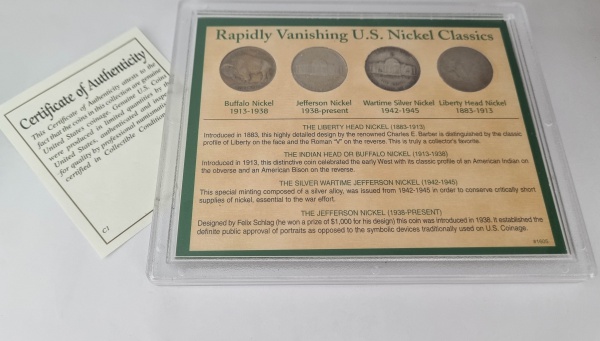 Rapidly Vanishing U.S. Nickel Classics
Buffalo Nickel
1913-1938
Jefferson Nickel
1938-present
Wartime Silver Nickel
1942-1945
Liberty Head Nickel
1883-1913
THE LIBERTY HEAD NICKEL (1883-1913)
Introduced in 1883, this highly detailed design by the renowned Charles E. Barber is distinguished by the classic
profile of Liberty on the face and the Roman "V" on the reverse. This is truly a collector's favorite.
THE INDIAN HEAD OR BUFFALO NICKEL (1913-1938)
Introduced in 1913, this distinctive coin celebrated the early West with its classic profile of an American Indian on
the obverse and an American Bison on the reverse.
THE SILVER WARTIME JEFFERSON NICKEL (1942-1945)
This special minting composed of a silver alloy, was issued from 1942-1945 in order to conserve critically short
supplies of nickel, essential to the war effort.
THE JEFFERSON NICKEL (1938-PRESENT)
Designed by Felix Schlag (he won a prize of $1,000 for his design) this coin was introduced in 1938. It established the
definite public approval of portraits as opposed to the symbolic devices traditionally used on U.S. Coinage.
Certificate of Authenticity
This Certificate of Authenticity attests to the
fact that the coins in this collection are genuine
United States coinage. Genuine U.S. Coins
were produced in limited quantities by the
United States, authenticated and
for quality by professional
certified in Collectible Condition
C1